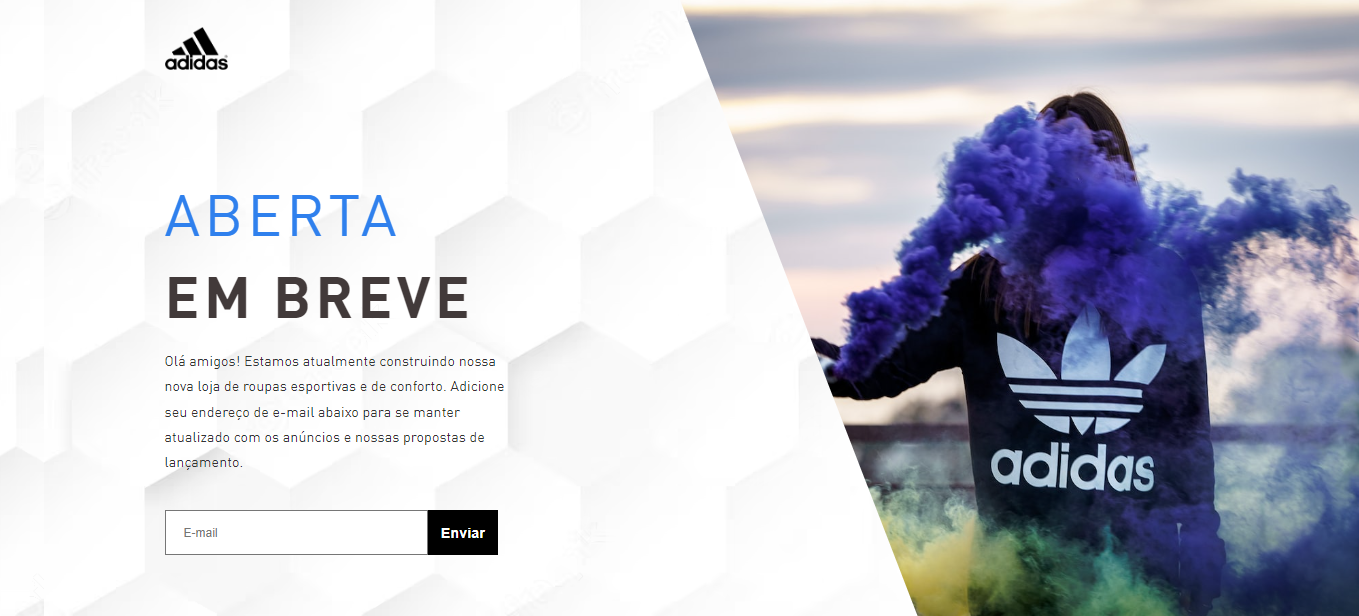 adidas
ABERTA
EM BREVE
Olá amigos! Estamos atualmente construindo nossa
nova loja de roupas esportivas e de conforto. Adicione
seu endereço de e-mail abaixo para se manter
atualizado com os anúncios e nossas propostas de
lançamento.
E-mail
Enviar
adidas